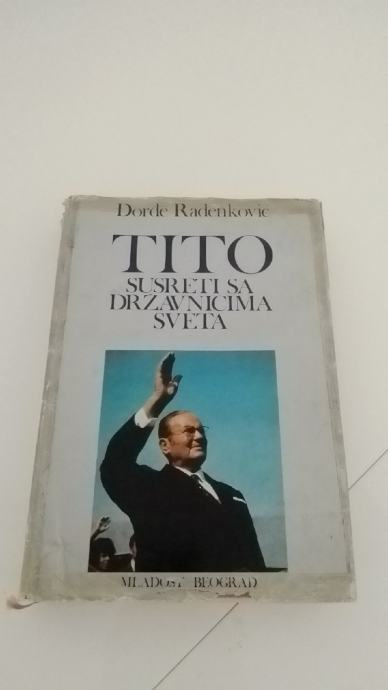 Đorđe Radenković
TITO
SUSRETI SA
DRŽAVNICIMA
SVETA
MLADOST BEOGRAD